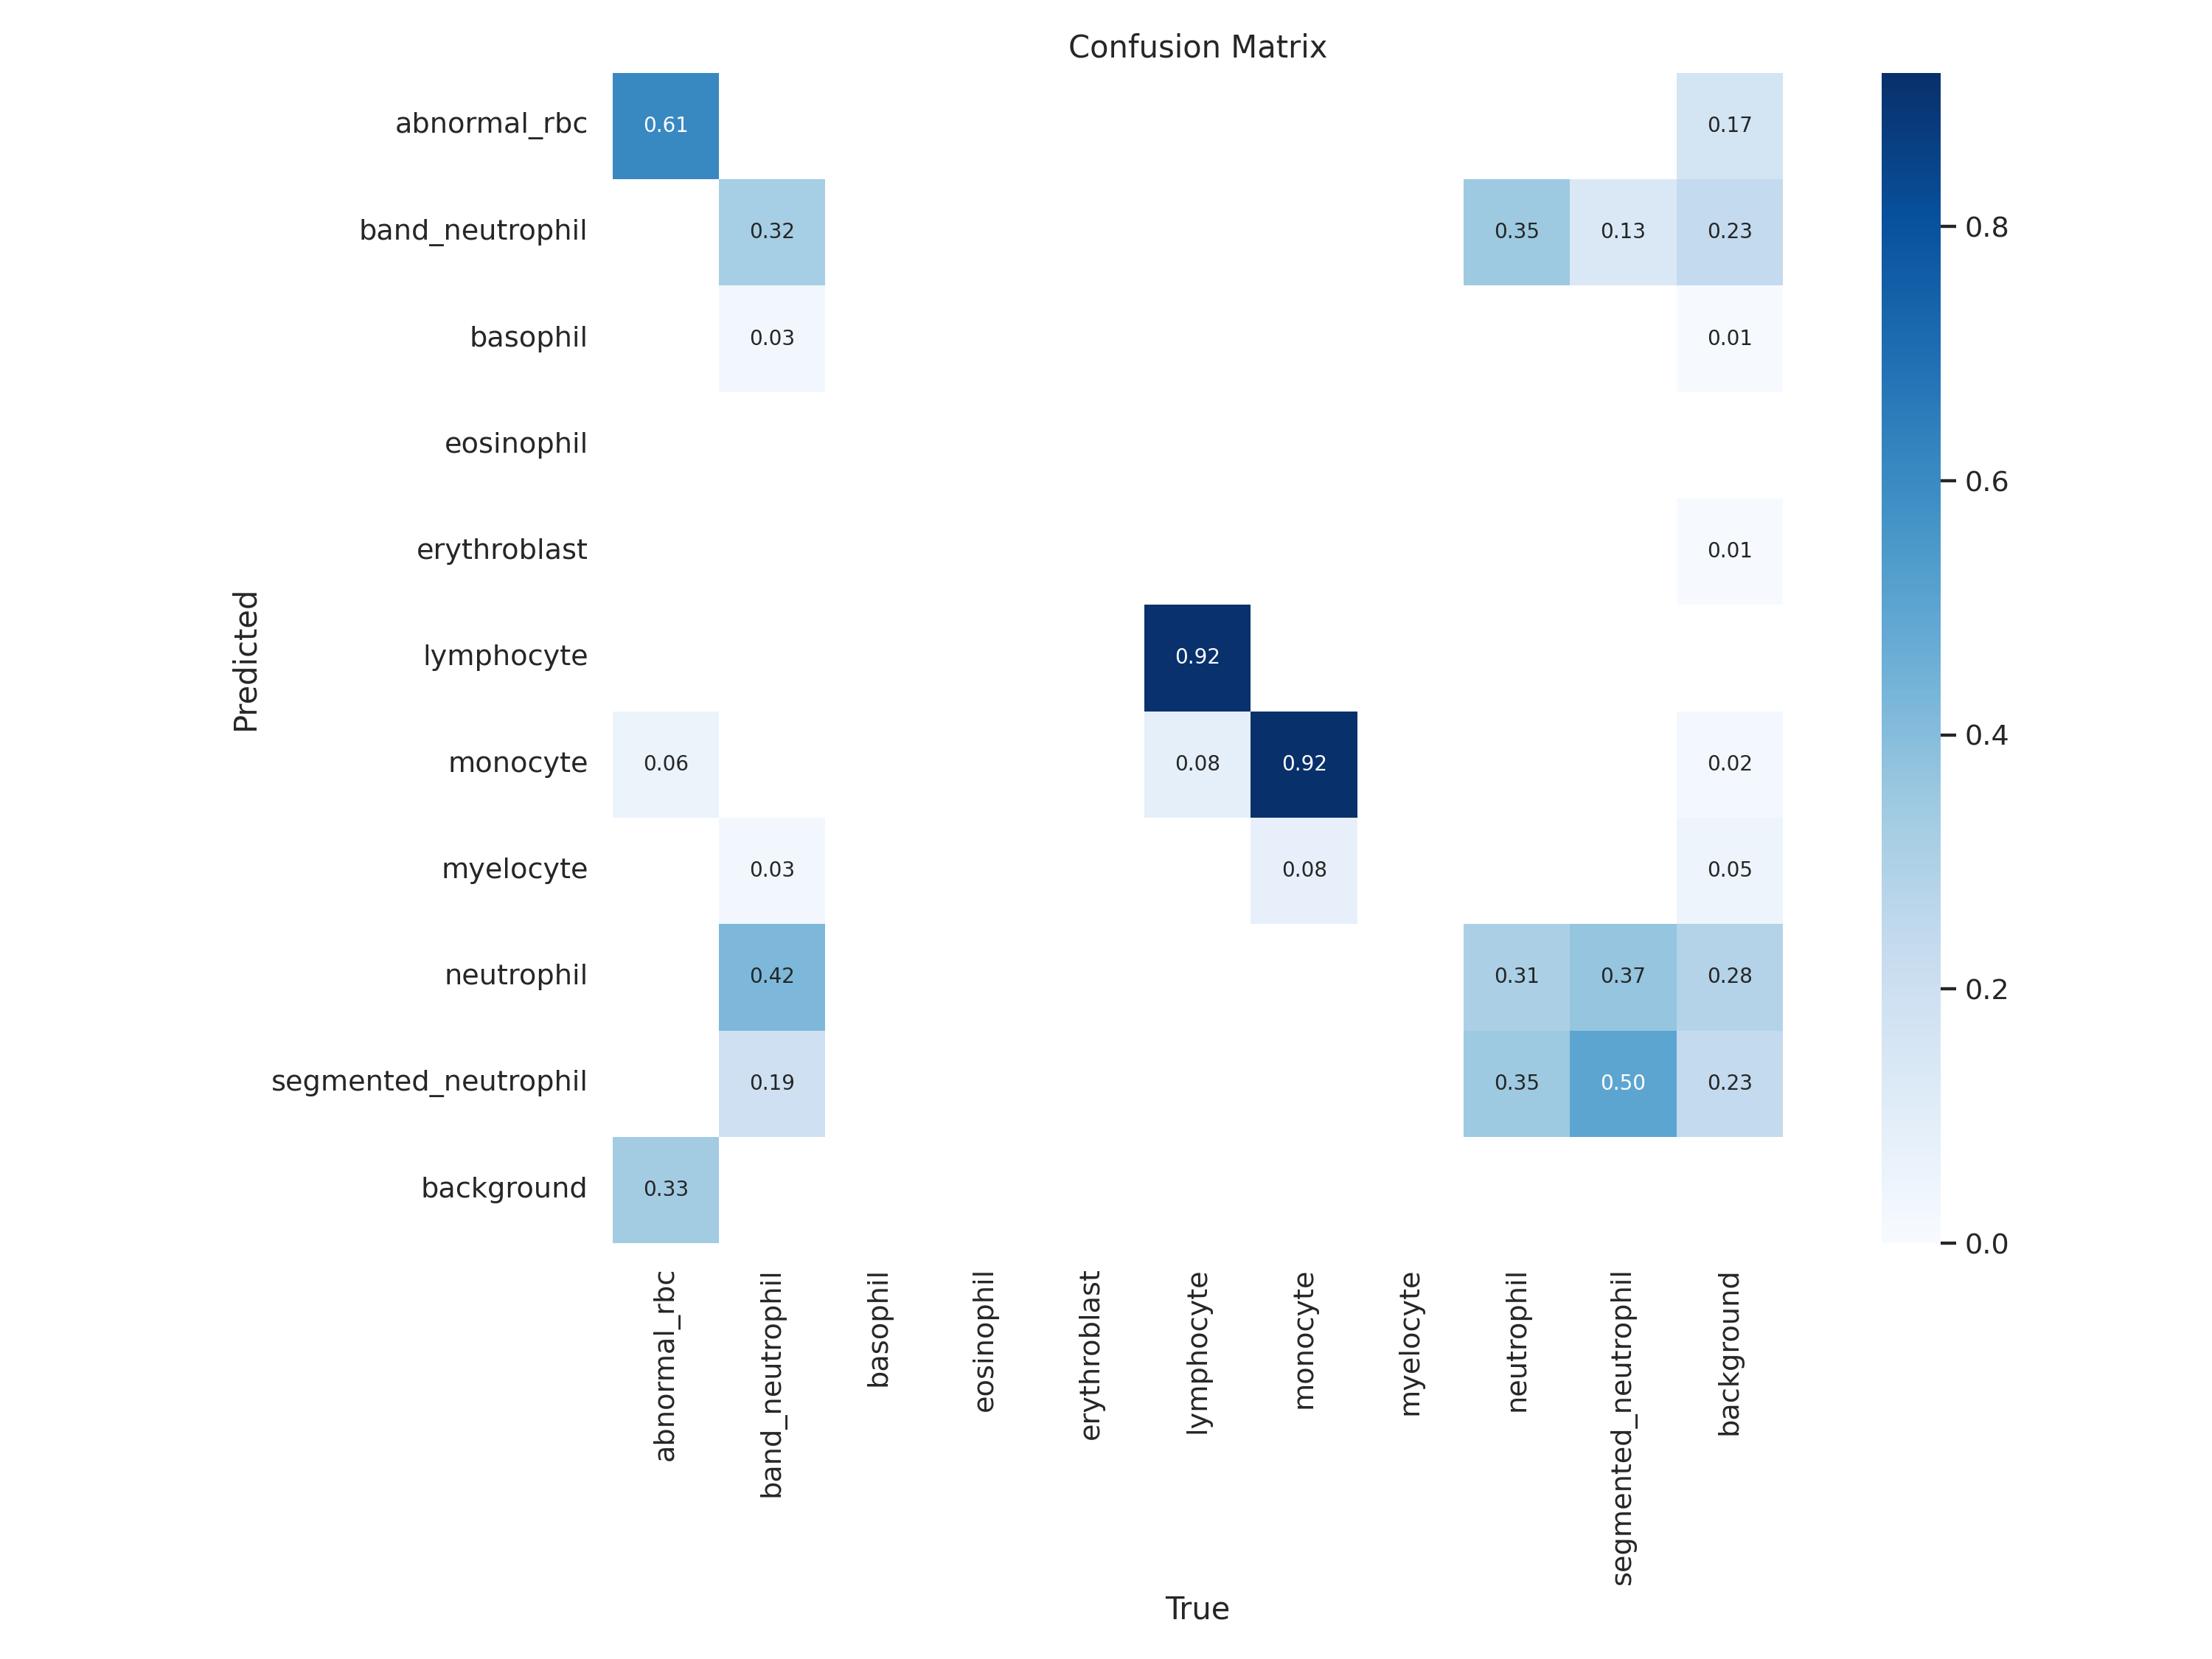 Confusion Matrix
abnormal_rbc 0.61 0.17
band_neutrophil 0.32 0.35 0.13 0.23 0.8
basophil 0.03 0.01
eosinophil 0.6
erythroblast 0.01
Predicted
lymphocyte 0.92
monocyte 0.06 0.08 0.92 0.02 0.4
myelocyte 0.03 0.08 0.05
neutrophil 0.42 0.31 0.37 0.28 0.2
segmented_neutrophil 0.19 0.35 0.50 0.23
background 0.33 0.0
abnormal_rbc band_neutrophil basophil eosinophil erythroblast lymphocyte monocyte myelocyte neutrophil segmented_neutrophil background
True